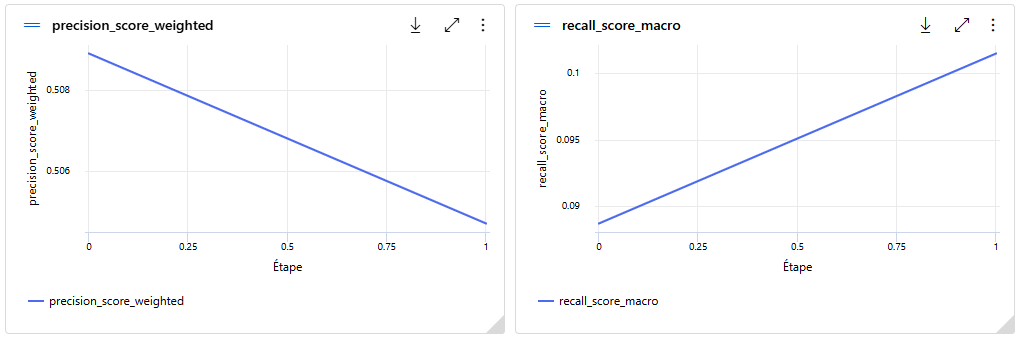 precision_score_weighted
precision_score_weighted
0.508
0.506
0
0.25
0.5
0.75
1
Étape
precision_score_weighted
recall_score_macro
recall_score_macro
0.1
0.095
0.09
0
0.25
0.5
0.75
1
Étape
recall_score_macro